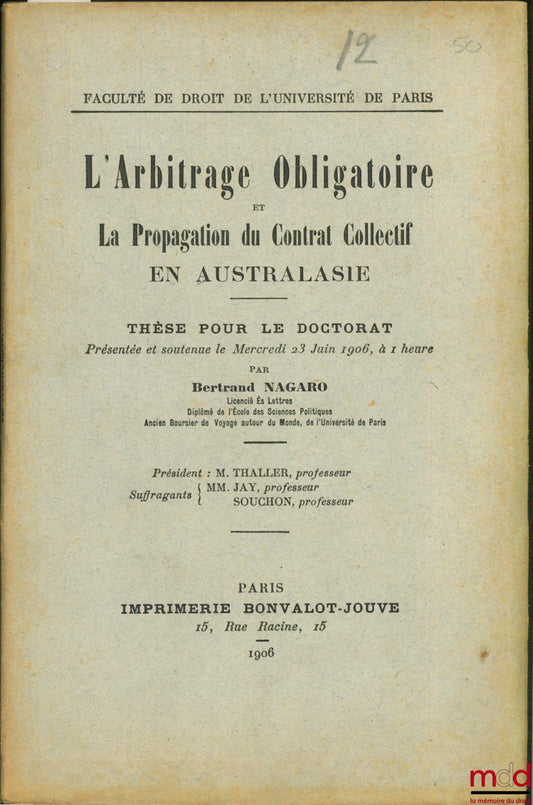 12
50
FACULTÉ DE DROIT DE L'UNIVERSITÉ DE PARIS
L'Arbitrage Obligatoire
ET
La Propagation du Contrat Collectif
EN AUSTRALASIE
THÈSE POUR LE DOCTORAT
Présentée et soutenue le Mercredi 23 Juin 1906, à 1 heure
PAR
Bertrand NAGARO
Licencié Ès Lettres
Diplômé de l'École des Sciences Politiques
Ancien Boursier de Voyage autour du Monde, de l'Université de Paris
Président : M. THALLER, professeur
Suffragants { MM. JAY, professeur
SOUCHON, professeur
PARIS
IMPRIMERIE BONVALOT-JOUVE
15, Rue Racine, 15
1906
mdd
la mémoire du droit